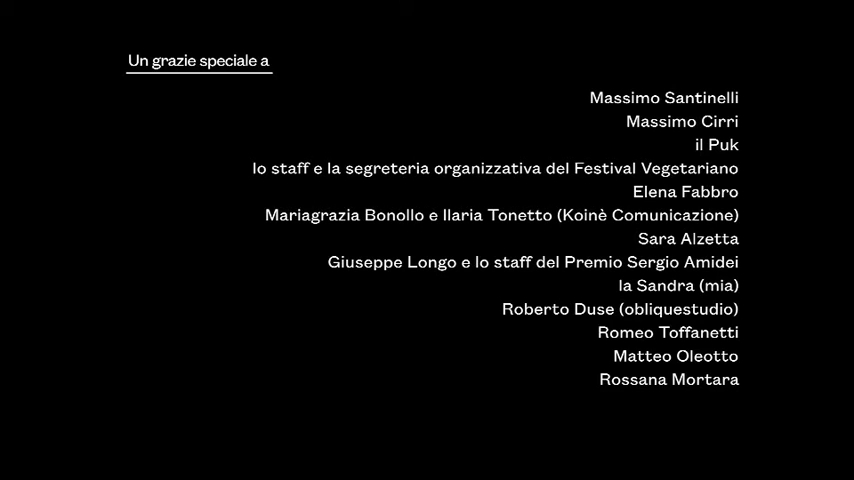 Un grazie speciale a
Massimo Santinelli
Massimo Cirri
il Puk
lo staff e la segreteria organizzativa del Festival Vegetariano
Elena Fabbro
Mariagrazia Bonollo e Ilaria Tonetto (Koinè Comunicazione)
Sara Alzetta
Giuseppe Longo e lo staff del Premio Sergio Amidei
la Sandra (mia)
Roberto Duse (obliquestudio)
Romeo Toffanetti
Matteo Oleotto
Rossana Mortara